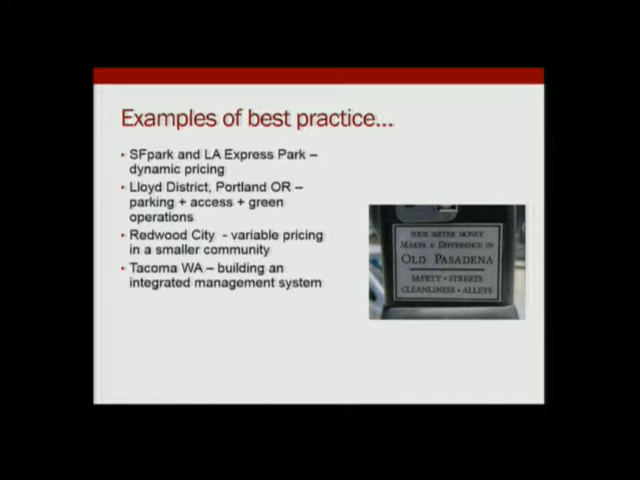 Examples of best practice...
• SFpark and LA Express Park –
dynamic pricing
• Lloyd District, Portland OR –
parking + access + green
operations
• Redwood City - variable pricing
in a smaller community
• Tacoma WA – building an
integrated management system
YOUR METER MONEY
MAKES A DIFFERENCE IN
OLD PASADENA
SAFETY • STREETS
CLEANLINESS • ALLEYS